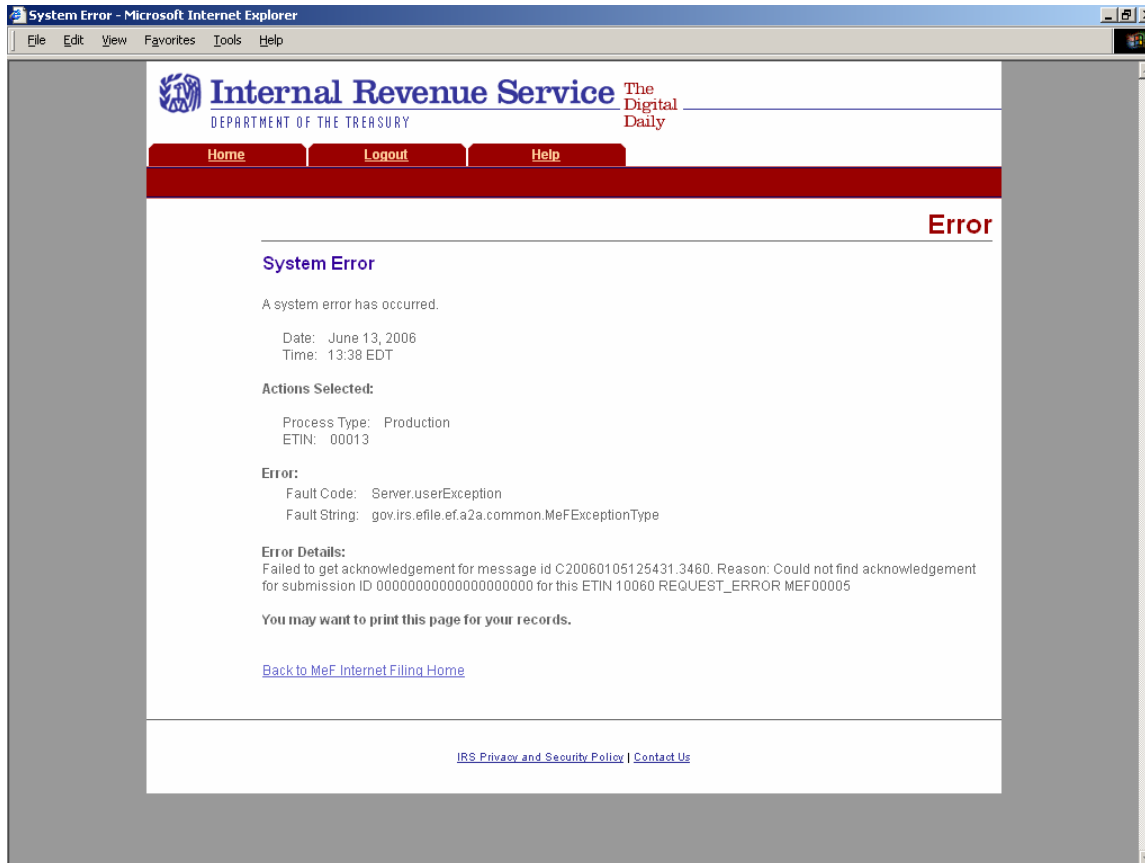 System Error - Microsoft Internet Explorer
File Edit View Favorites Tools Help
Internal Revenue Service
DEPARTMENT OF THE TREASURY
The
Digital
Daily
Home Logout Help
Error
System Error
A system error has occurred.
Date: June 13, 2006
Time: 13:38 EDT
Actions Selected:
Process Type: Production
ETIN: 00013
Error:
Fault Code: Server.userException
Fault String: gov.irs.efile.ef.a2a.common.MeFExceptionType
Error Details:
Failed to get acknowledgement for message id C20060105125431.3460. Reason: Could not find acknowledgement
for submission ID 00000000000000000000 for this ETIN 10060 REQUEST_ERROR MEF00005
You may want to print this page for your records.
Back to MeF Internet Filing Home
IRS Privacy and Security Policy | Contact Us